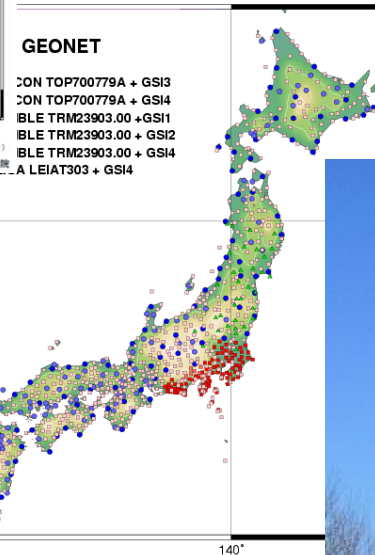 GEONET
CON TOP700779A + GSI3
CON TOP700779A + GSI4
BLE TRM23903.00 +GSI1
BLE TRM23903.00 + GSI2
BLE TRM23903.00 + GSI4
A LEIAT303 + GSI4
院
140°